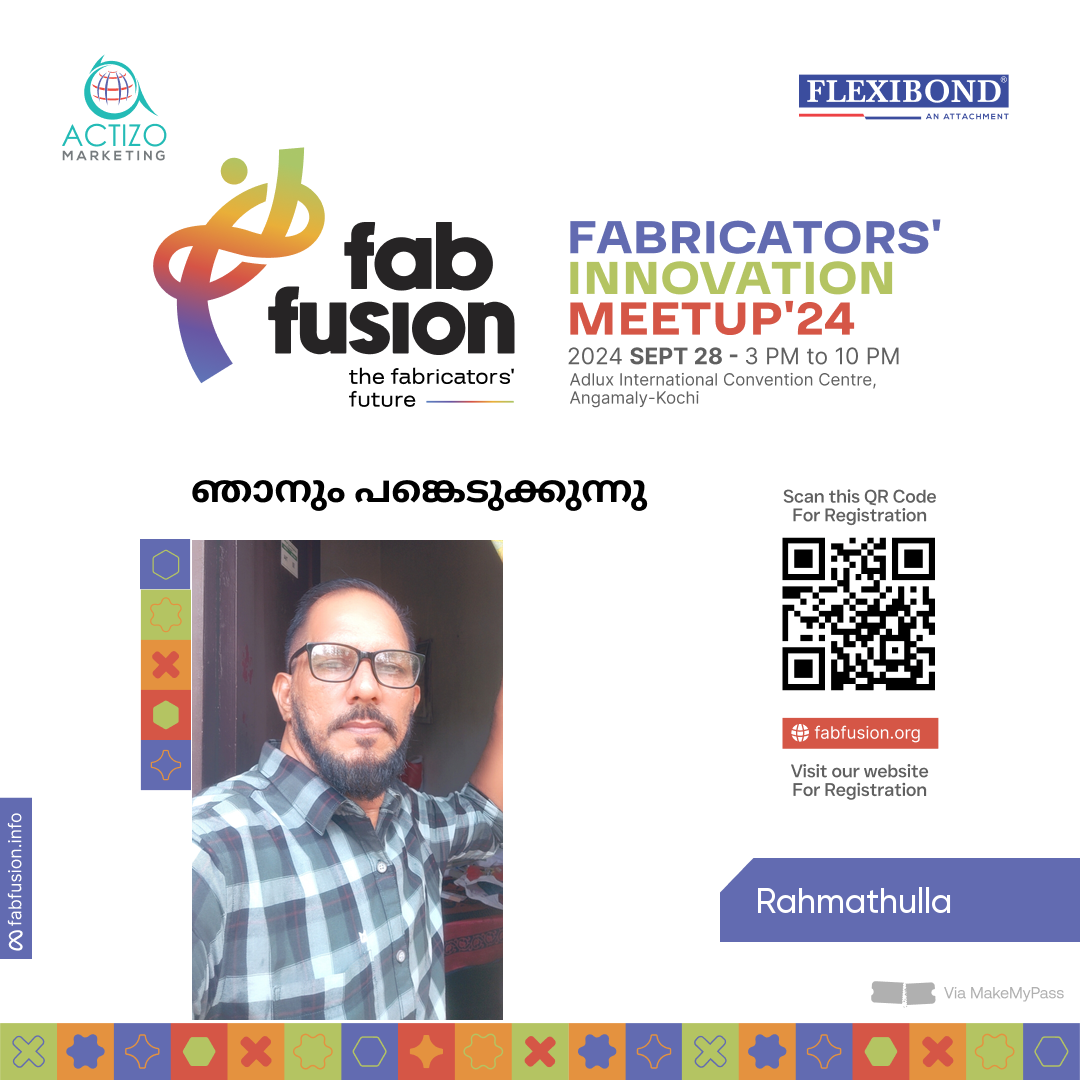 ACTIZO
MARKETING
FLEXIBOND®
AN ATTACHMENT
fab
fusion
the fabricators'
future
FABRICATORS'
INNOVATION
MEETUP'24
2024 SEPT 28 - 3 PM to 10 PM
Adlux International Convention Centre,
Angamaly-Kochi
ഞാനും പങ്കെടുക്കുന്നു
Scan this QR Code
For Registration
fabfusion.org
Visit our website
For Registration
fabfusion.info
Rahmathulla
Via MakeMyPass